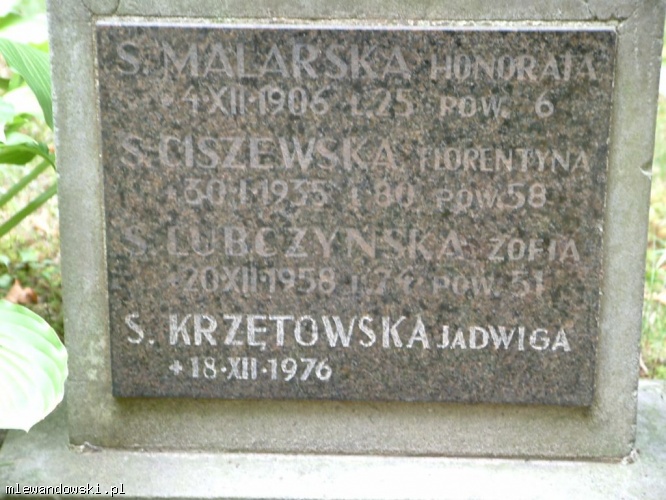 S. MALARSKA HONORATA
+ 4·XII·1906 L.25 POW. 6
S. CISZEWSKA FLORENTYNA
+30·I·1935 L.80 POW.58
S. LUBCZYŃSKA ZOFIA
+20·XII·1958 L.74 POW.51
S. KRZĘTOWSKA JADWIGA
+18·XII·1976
mlewandowski.pl